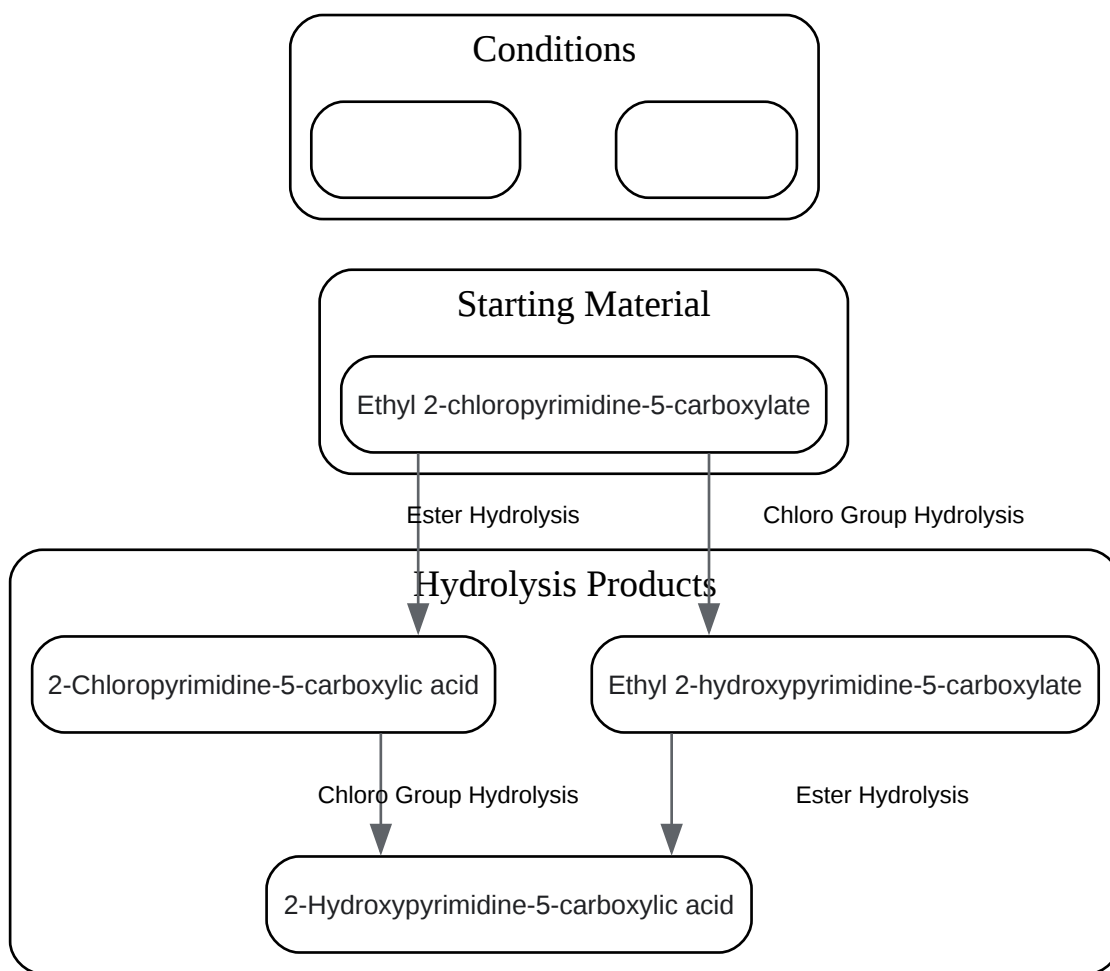 Conditions
Starting Material
Ethyl 2-chloropyrimidine-5-carboxylate
Ester Hydrolysis
Chloro Group Hydrolysis
Hydrolysis Products
2-Chloropyrimidine-5-carboxylic acid
Ethyl 2-hydroxypyrimidine-5-carboxylate
Chloro Group Hydrolysis
Ester Hydrolysis
2-Hydroxypyrimidine-5-carboxylic acid